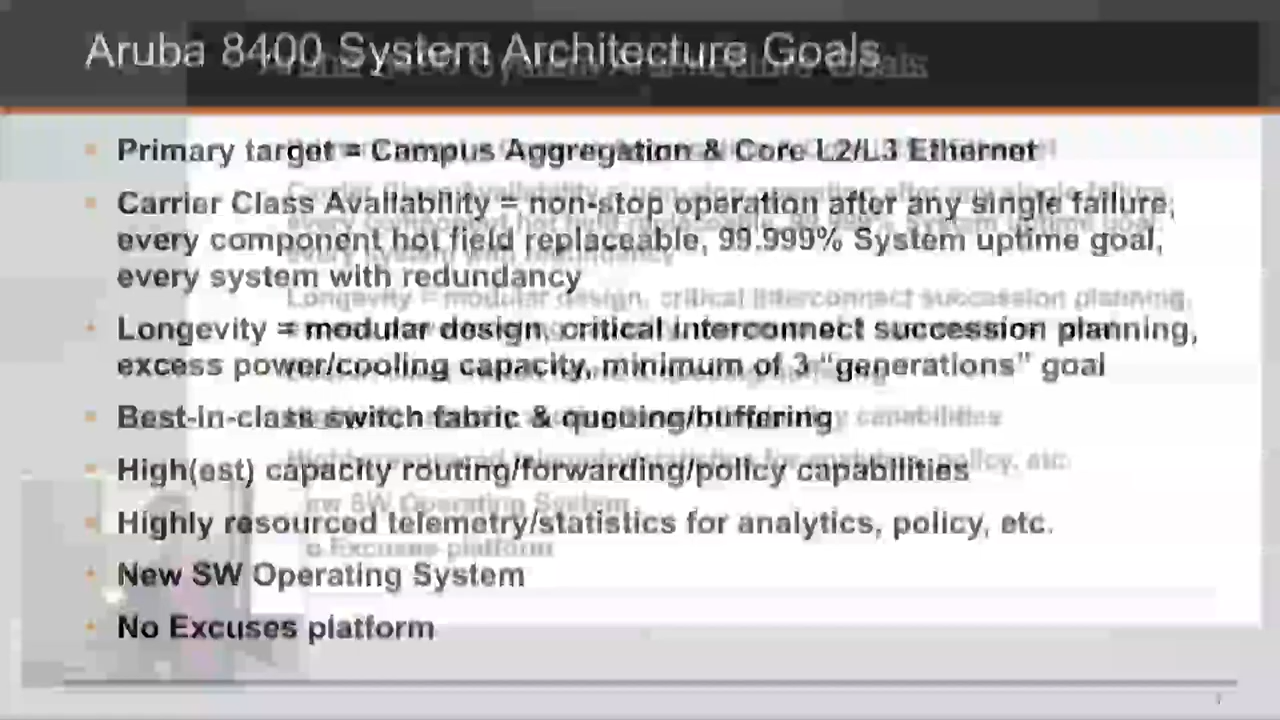 Aruba 8400 System Architecture Goals
Primary target = Campus Aggregation & Core L2/L3 Ethernet
Carrier Class Availability = non-stop operation after any single failure,
every component hot field replaceable, 99.999% System uptime goal,
every system with redundancy
Longevity = modular design, critical interconnect succession planning,
excess power/cooling capacity, minimum of 3 “generations” goal
Best-in-class switch fabric & queuing/buffering
High(est) capacity routing/forwarding/policy capabilities
Highly resourced telemetry/statistics for analytics, policy, etc.
New SW Operating System
No Excuses platform